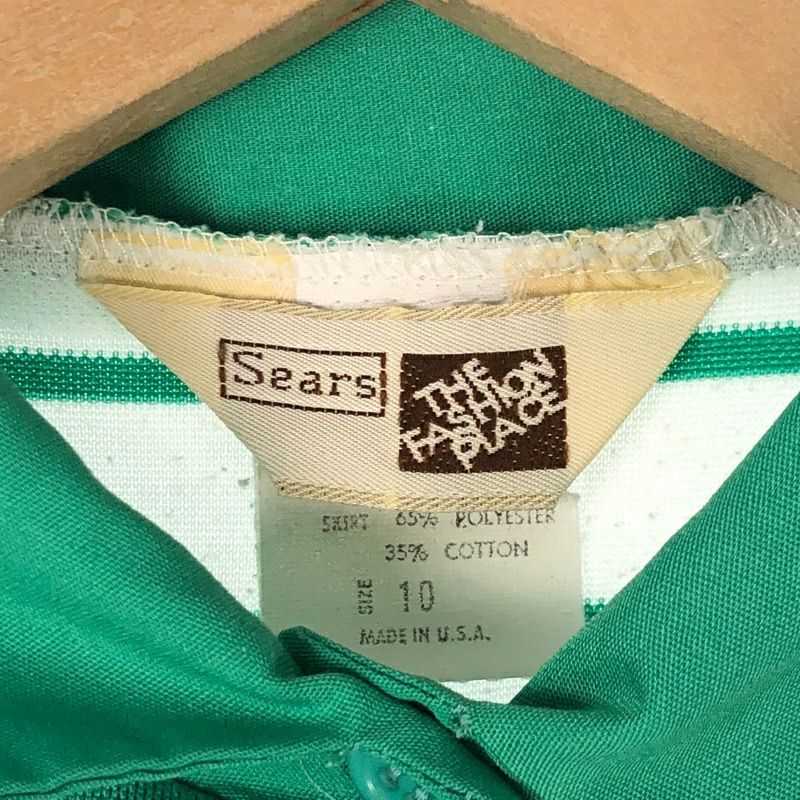 Sears
THE
FASHION
PLACE
SKIRT 65% POLYESTER
35% COTTON
SIZE 10
MADE IN U.S.A.